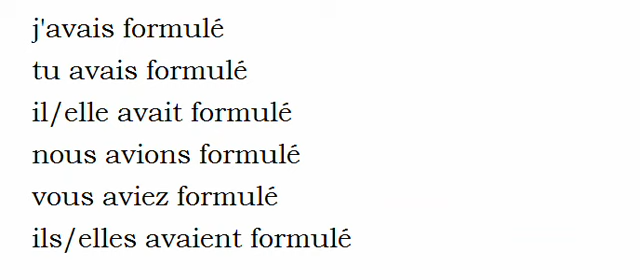 j'avais formulé
tu avais formulé
il/elle avait formulé
nous avions formulé
vous aviez formulé
ils/elles avaient formulé